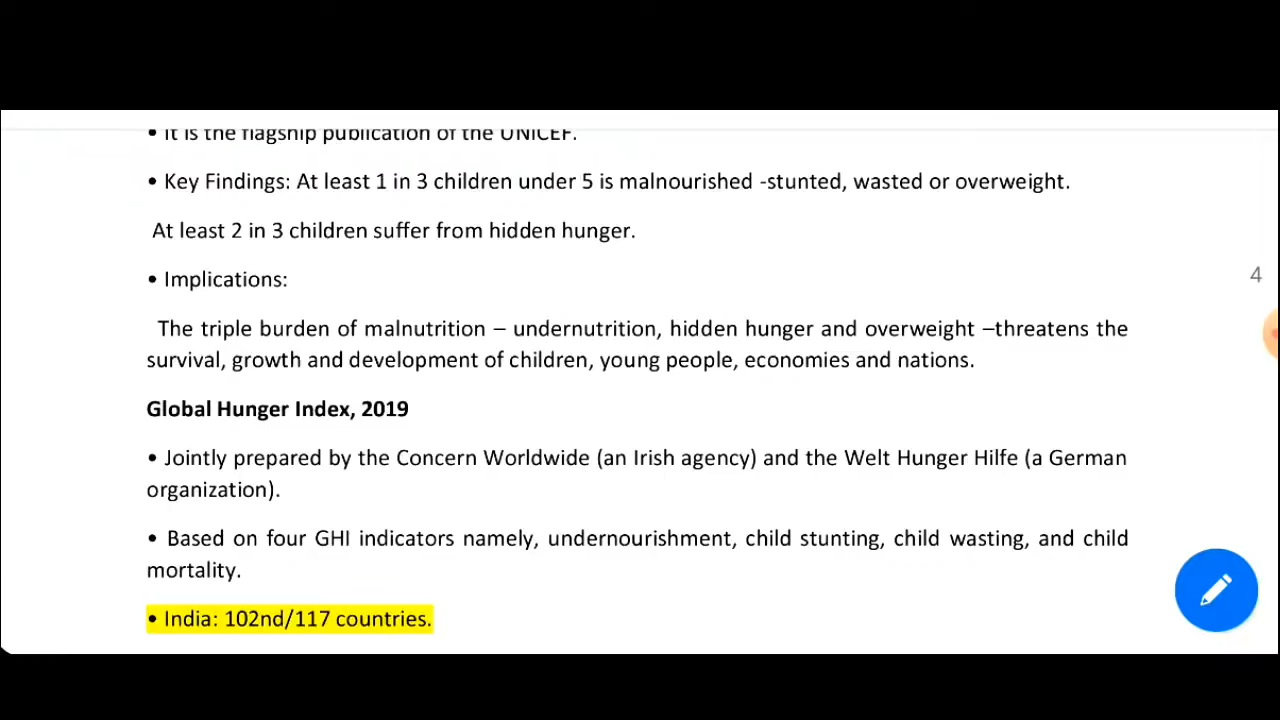 • It is the flagship publication of the UNICEF.
• Key Findings: At least 1 in 3 children under 5 is malnourished -stunted, wasted or overweight.
At least 2 in 3 children suffer from hidden hunger.
• Implications:
4
The triple burden of malnutrition – undernutrition, hidden hunger and overweight –threatens the
survival, growth and development of children, young people, economies and nations.
Global Hunger Index, 2019
• Jointly prepared by the Concern Worldwide (an Irish agency) and the Welt Hunger Hilfe (a German
organization).
• Based on four GHI indicators namely, undernourishment, child stunting, child wasting, and child
mortality.
• India: 102nd/117 countries.